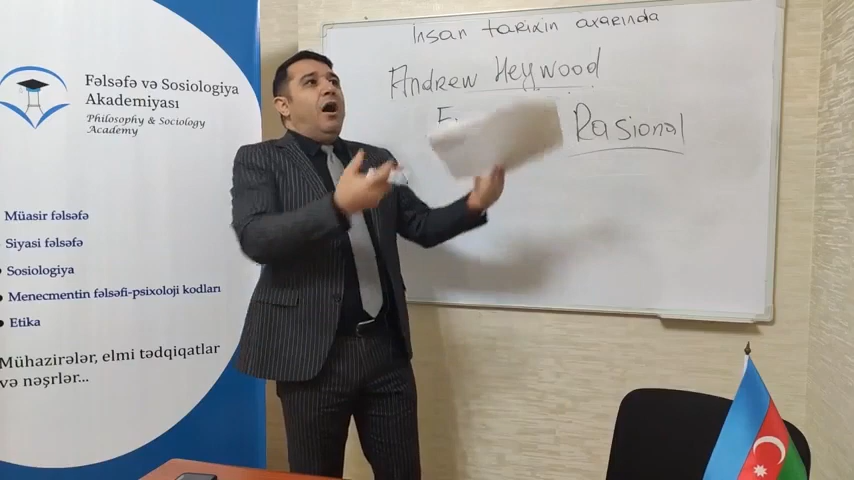 Fəlsəfə və Sosiologiya
Akademiyası
Philosophy & Sociology
Academy
Müasir fəlsəfə
Siyasi fəlsəfə
Sosiologiya
Menecmentin fəlsəfi-psixoloji kodları
Etika
Mühazirələr, elmi tədqiqatlar
və nəşrlər...
İnsan tarixin axarında
Andrew Heywood
Rasional